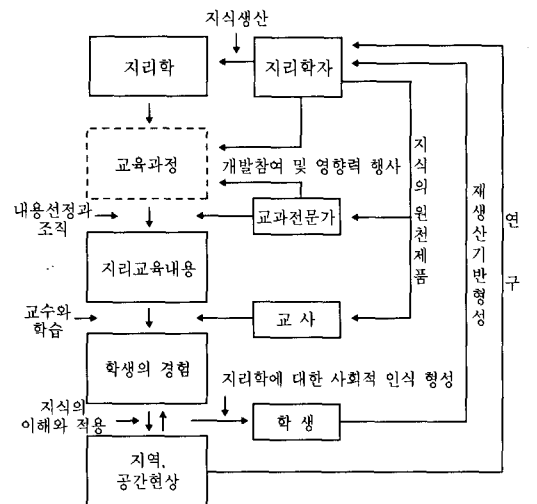 지식생산
지리학
지리학자
교육과정
개발참여 및 영향력 행사
내용선정과
조직
교과전문가
지리교육내용
교수와
학습
교 사
학생의 경험
지리학에 대한 사회적 인식 형성
지식의
이해와 적용
학 생
지역,
공간현상
지식의 원천제품
재생산기반형성
연 구